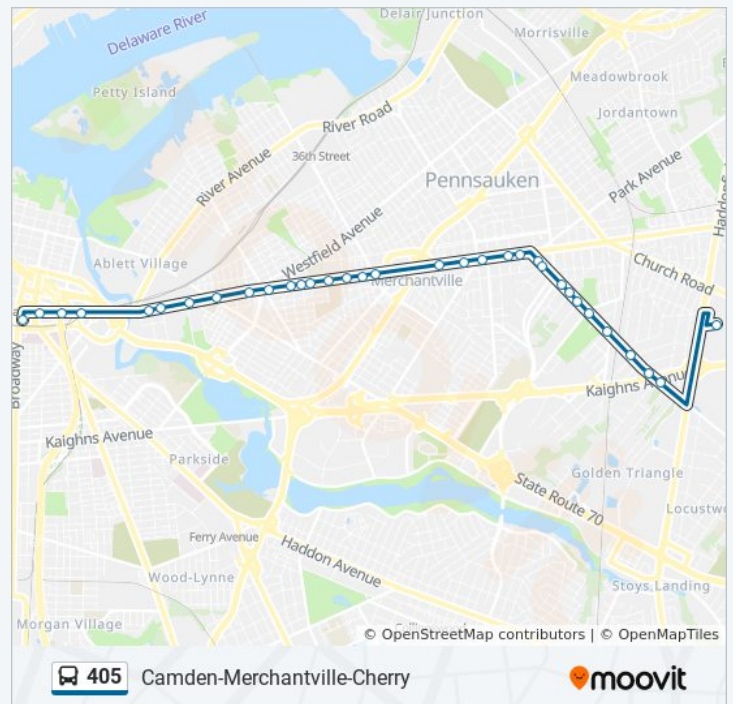 Delair Junction
Delaware River
Morrisville
Meadowbrook
Petty Island
Jordantown
River Road
36th Street
River Avenue
Park Avenue
Pennsauken
Westfield Avenue
Ablett Village
Church Road
Merchantville
Broadway
Kaighns Avenue
Kaighns Avenue
Parkside
Golden Triangle
State Route 70
Ferry Avenue
Haddon Avenue
Wood-Lynne
Stoys Landing
Morgan Village
© OpenStreetMap contributors | © OpenMapTiles
405 Camden-Merchantville-Cherry
moovit